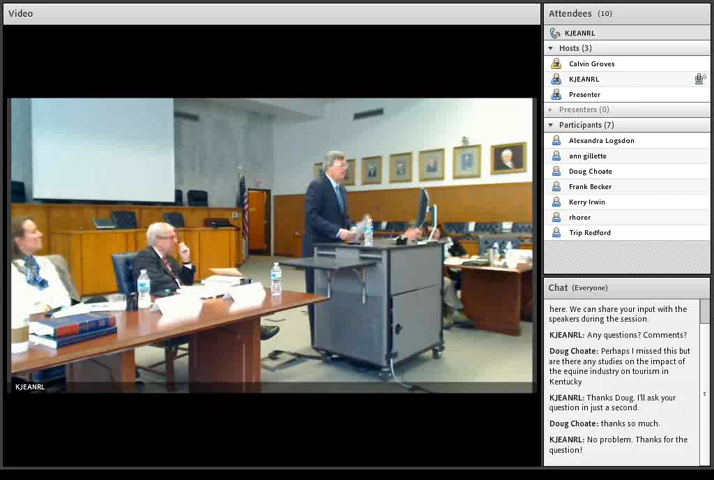 Video
KJEANRL
Attendees (10)
KJEANRL
Hosts (3)
Calvin Groves
KJEANRL
Presenter
Presenters (0)
Participants (7)
Alexandra Logsdon
ann gillette
Doug Choate
Frank Becker
Kerry Irwin
rhorer
Trip Redford
Chat (Everyone)
here. We can share your input with the
speakers during the session.
KJEANRL: Any questions? Comments?
Doug Choate: Perhaps I missed this but
are there any studies on the impact of
the equine industry on tourism in
Kentucky
KJEANRL: Thanks Doug. I'll ask your
question in just a second.
Doug Choate: thanks so much.
KJEANRL: No problem. Thanks for the
question!